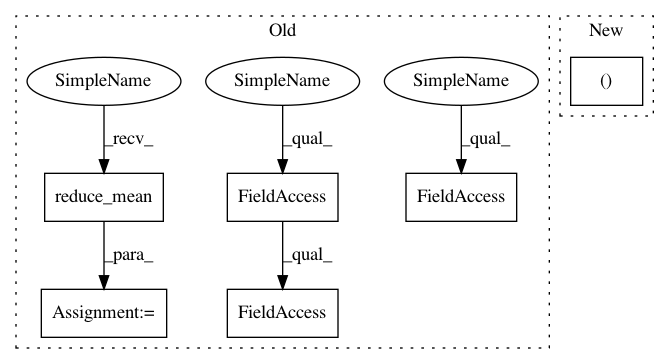 Old
New
SimpleName
SimpleName
SimpleName
()
_recv_
_qual_
_qual_
reduce_mean
FieldAccess
FieldAccess
_para_
_qual_
Assignment:=
FieldAccess